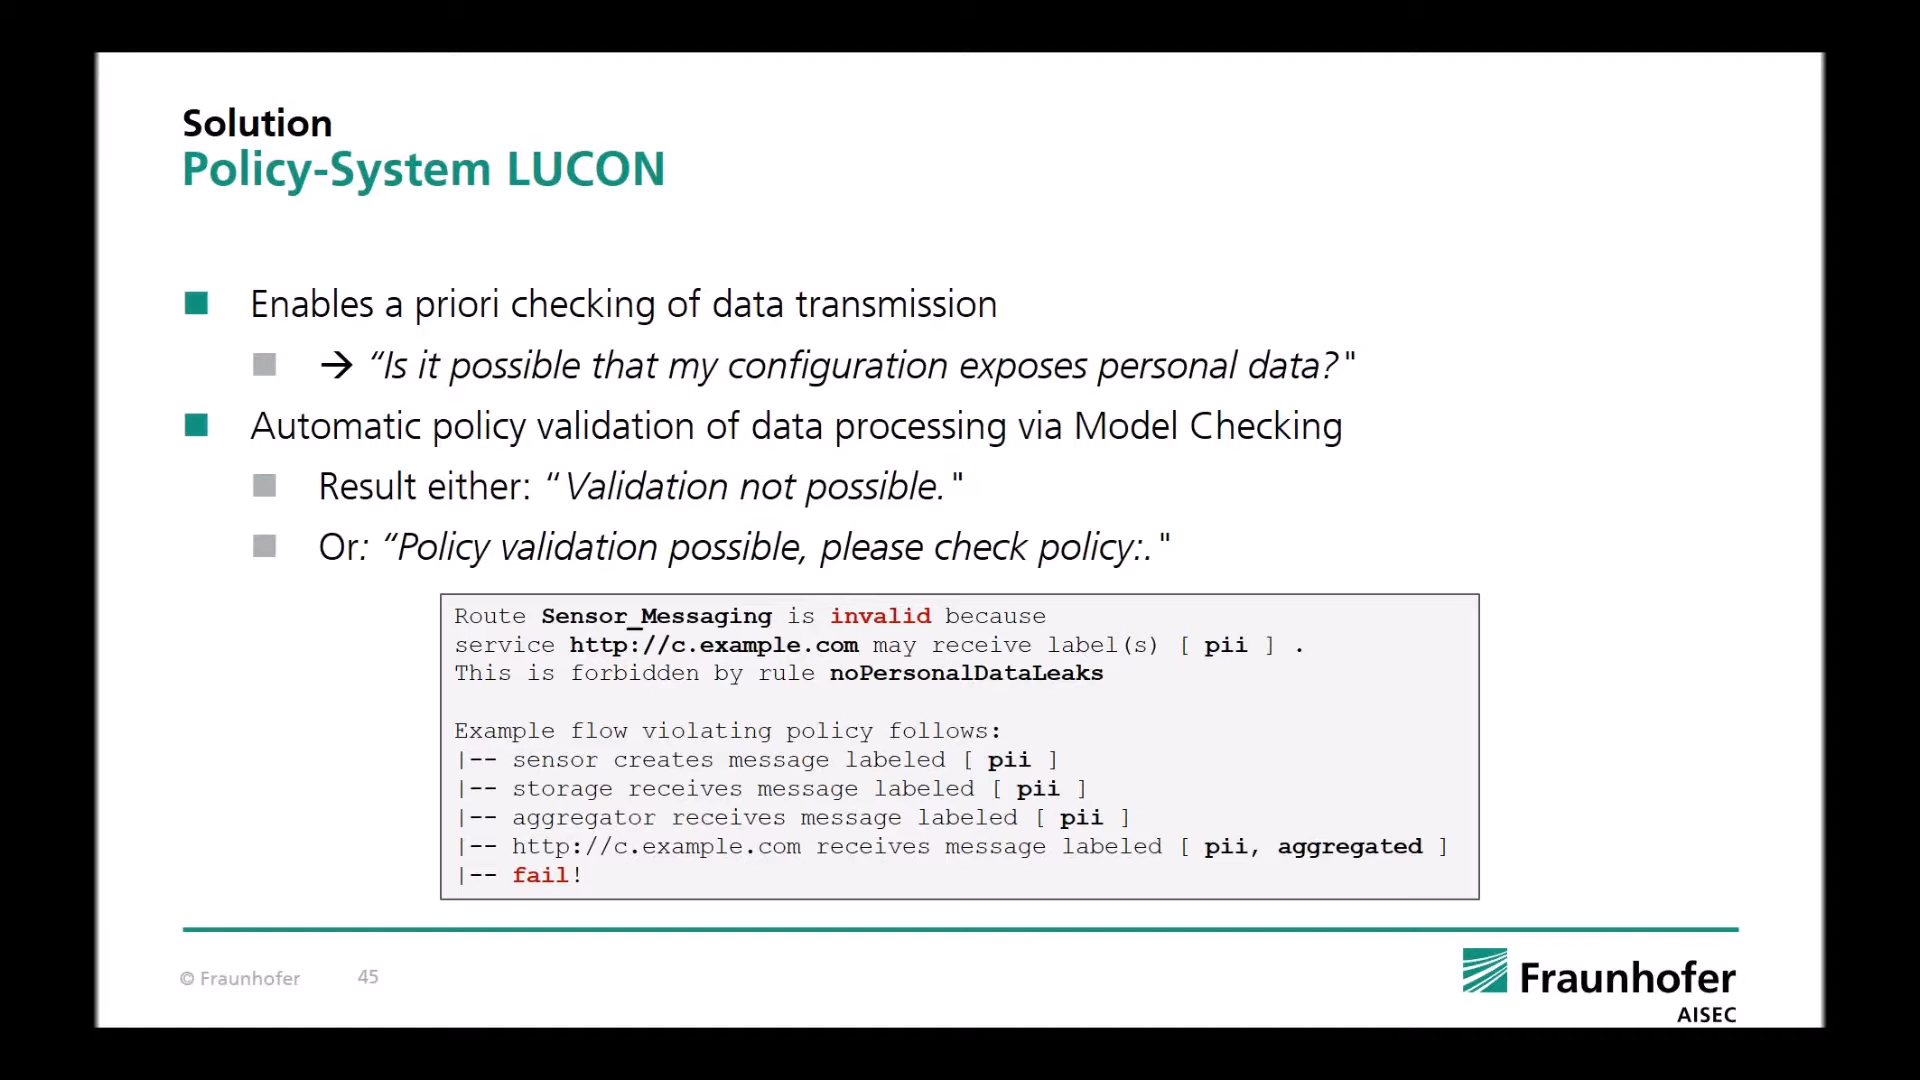 Solution
Policy-System LUCON
Enables a priori checking of data transmission
→ “Is it possible that my configuration exposes personal data?"
Automatic policy validation of data processing via Model Checking
Result either: “Validation not possible."
Or: “Policy validation possible, please check policy:."
Route Sensor_Messaging is invalid because
service http://c.example.com may receive label(s) [ pii ] .
This is forbidden by rule noPersonalDataLeaks
Example flow violating policy follows:
|-- sensor creates message labeled [ pii ]
|-- storage receives message labeled [ pii ]
|-- aggregator receives message labeled [ pii ]
|-- http://c.example.com receives message labeled [ pii, aggregated ]
|-- fail!
© Fraunhofer 45
Fraunhofer
AISEC